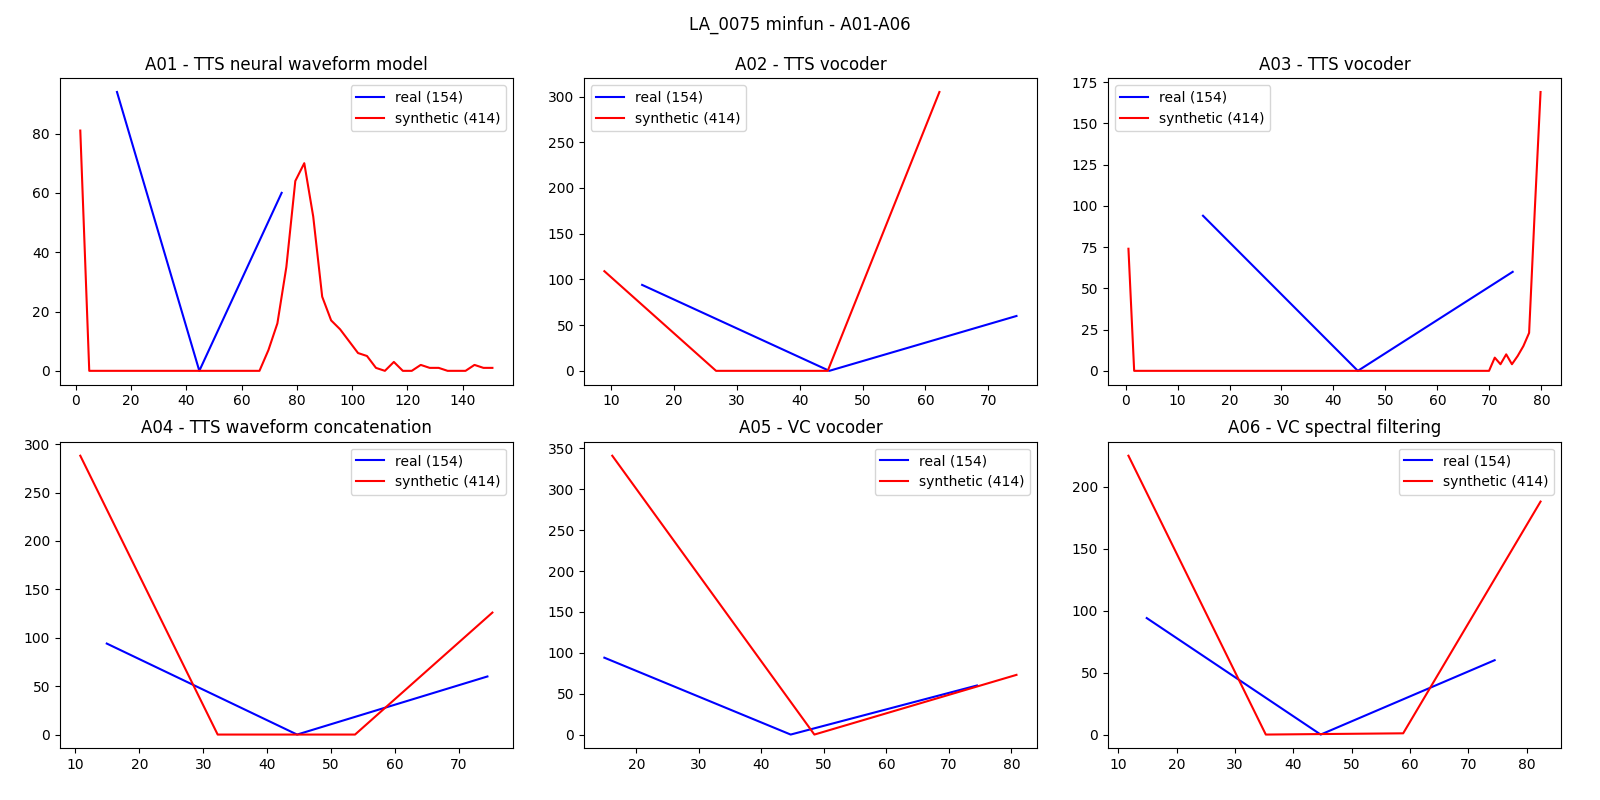 LA_0075 minfun - A01-A06
A01 - TTS neural waveform model
real (154)
synthetic (414)
80
60
40
20
0
0 20 40 60 80 100 120 140
A02 - TTS vocoder
real (154)
synthetic (414)
300
250
200
150
100
50
0
10 20 30 40 50 60 70
A03 - TTS vocoder
real (154)
synthetic (414)
175
150
125
100
75
50
25
0
0 10 20 30 40 50 60 70 80
A04 - TTS waveform concatenation
real (154)
synthetic (414)
300
250
200
150
100
50
0
10 20 30 40 50 60 70
A05 - VC vocoder
real (154)
synthetic (414)
350
300
250
200
150
100
50
0
20 30 40 50 60 70 80
A06 - VC spectral filtering
real (154)
synthetic (414)
200
150
100
50
0
10 20 30 40 50 60 70 80